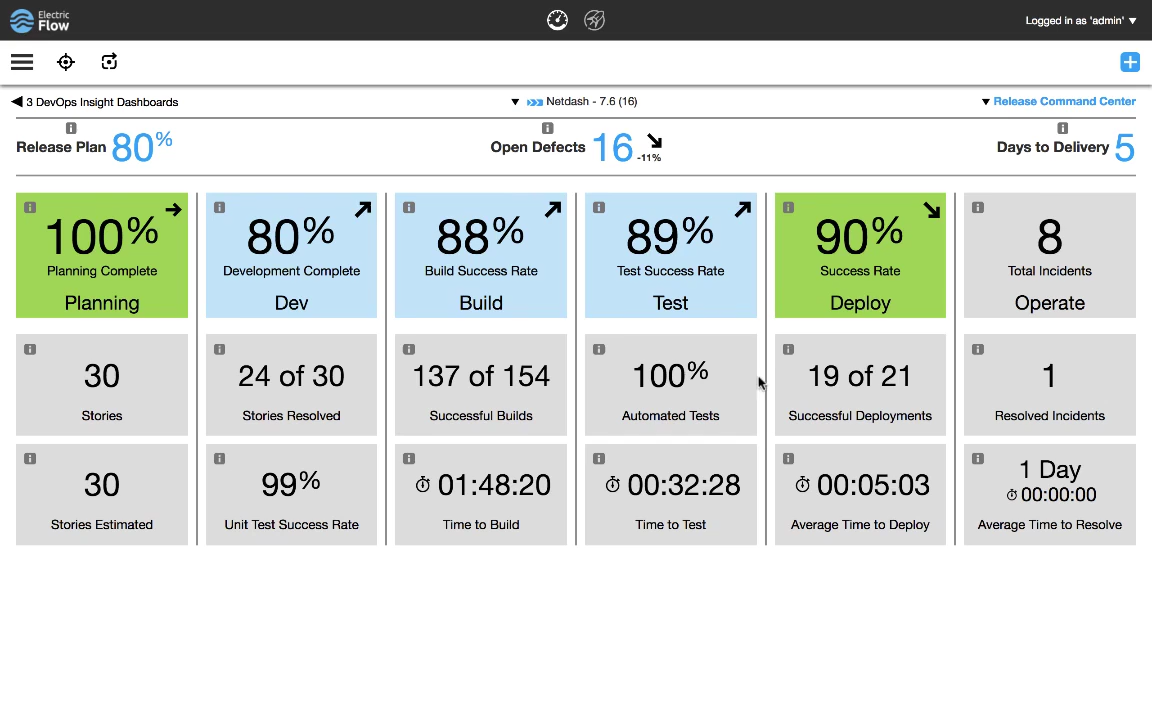 Electric
Flow
Logged in as 'admin' ▼
◀ 3 DevOps Insight Dashboards
▼ Netdash - 7.6 (16)
▼ Release Command Center
Release Plan 80%
Open Defects 16 -11%
Days to Delivery 5
100%
Planning Complete
Planning
80%
Development Complete
Dev
88%
Build Success Rate
Build
89%
Test Success Rate
Test
90%
Success Rate
Deploy
8
Total Incidents
Operate
30
Stories
24 of 30
Stories Resolved
137 of 154
Successful Builds
100%
Automated Tests
19 of 21
Successful Deployments
1
Resolved Incidents
30
Stories Estimated
99%
Unit Test Success Rate
01:48:20
Time to Build
00:32:28
Time to Test
00:05:03
Average Time to Deploy
1 Day
00:00:00
Average Time to Resolve